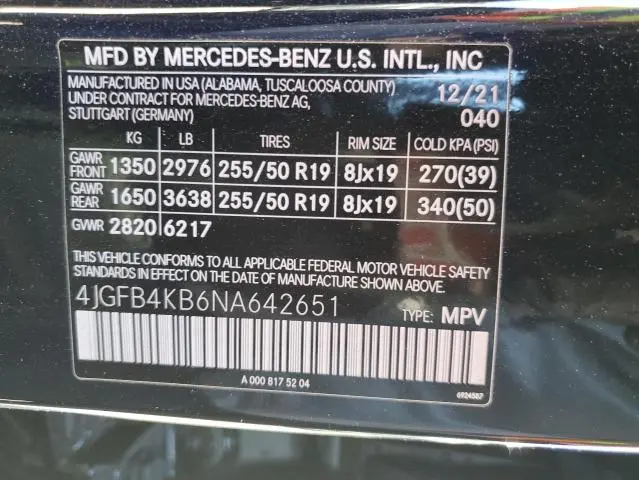 MFD BY MERCEDES-BENZ U.S. INTL., INC
MANUFACTURED IN USA (ALABAMA, TUSCALOOSA COUNTY) 12/21
UNDER CONTRACT FOR MERCEDES-BENZ AG,
STUTTGART (GERMANY) 040
KG LB TIRES RIM SIZE COLD KPA (PSI)
GAWR FRONT 1350 2976 255/50 R19 8Jx19 270(39)
GAWR REAR 1650 3638 255/50 R19 8Jx19 340(50)
GVWR 2820 6217
THIS VEHICLE CONFORMS TO ALL APPLICABLE FEDERAL MOTOR VEHICLE SAFETY
STANDARDS IN EFFECT ON THE DATE OF MANUFACTURE SHOWN ABOVE.
4JGFB4KB6NA642651 TYPE: MPV
A 000 817 52 04 6924587